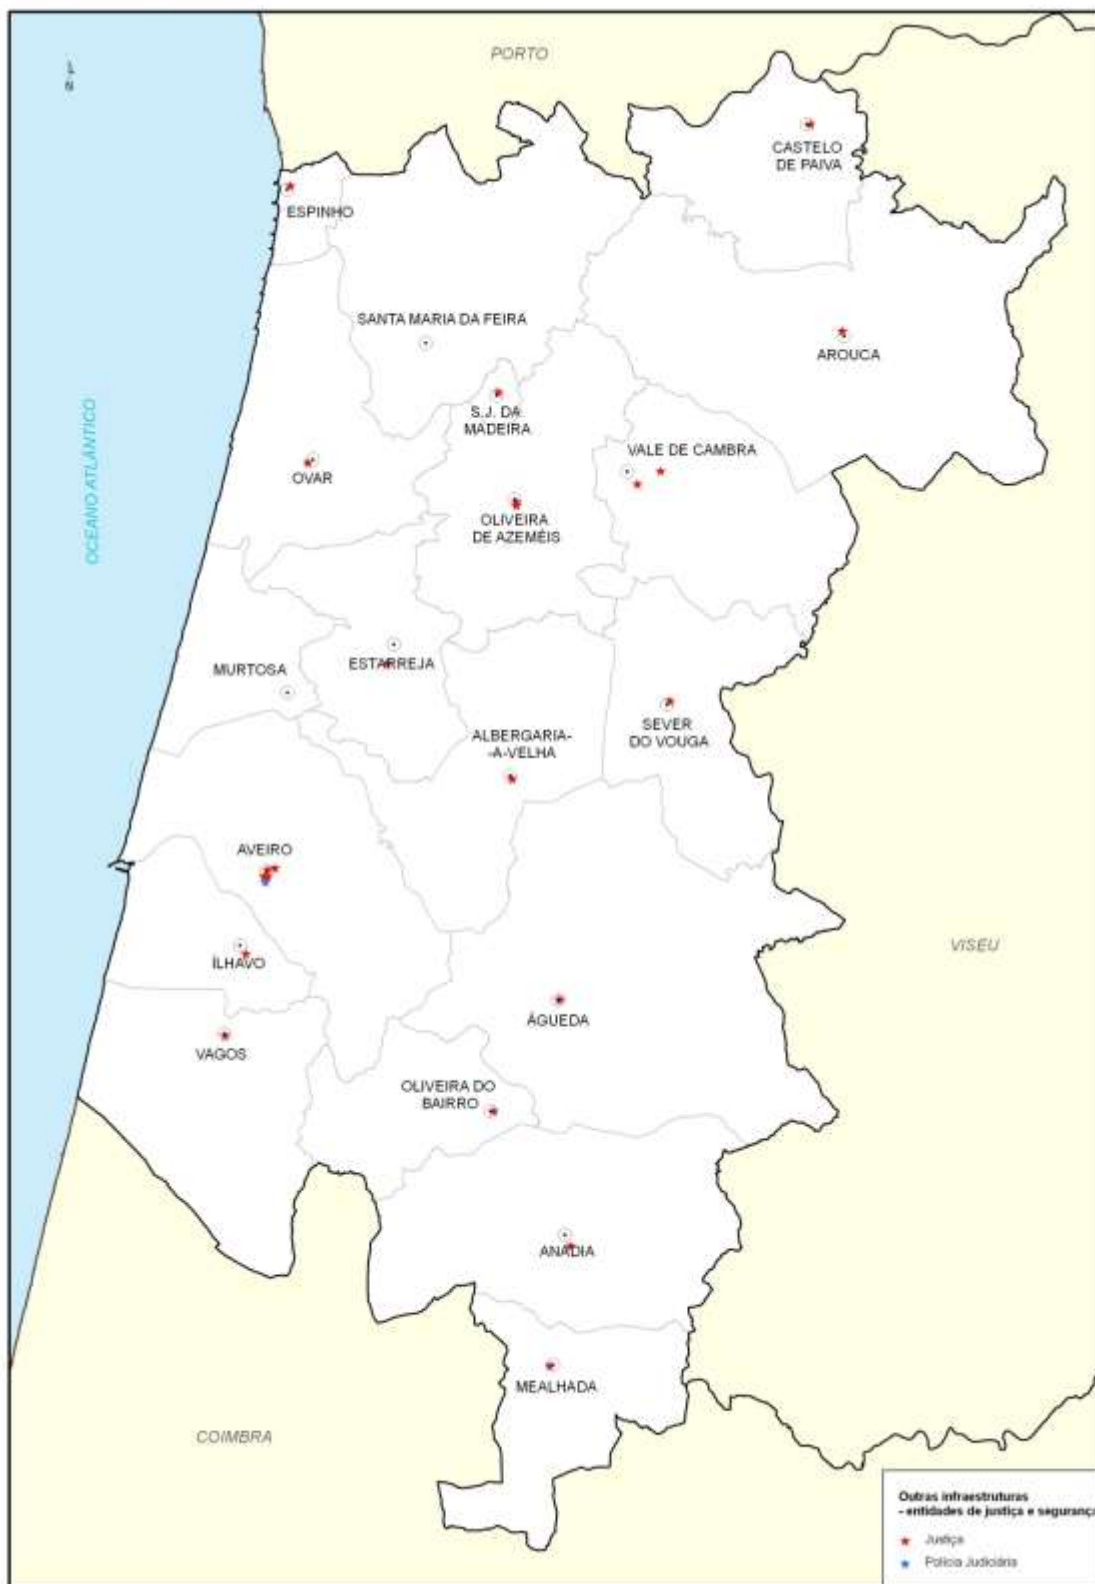 PORTO
N
CASTELO
DE PAIVA
ESPINHO
SANTA MARIA DA FEIRA
AROUCA
S.J. DA
MADEIRA
OCEANO ATLÂNTICO
VALE DE CAMBRA
OVAR
OLIVEIRA
DE AZEMÉIS
ESTARREJA
MURTOSA
SEVER
DO VOUGA
ALBERGARIA-
-A-VELHA
AVEIRO
VISEU
ÍLHAVO
ÁGUEDA
VAGOS
OLIVEIRA DO
BAIRRO
ANADIA
MEALHADA
COIMBRA
Outras infraestruturas
- entidades de justiça e segurança
Justiça
Polícia Judiciária